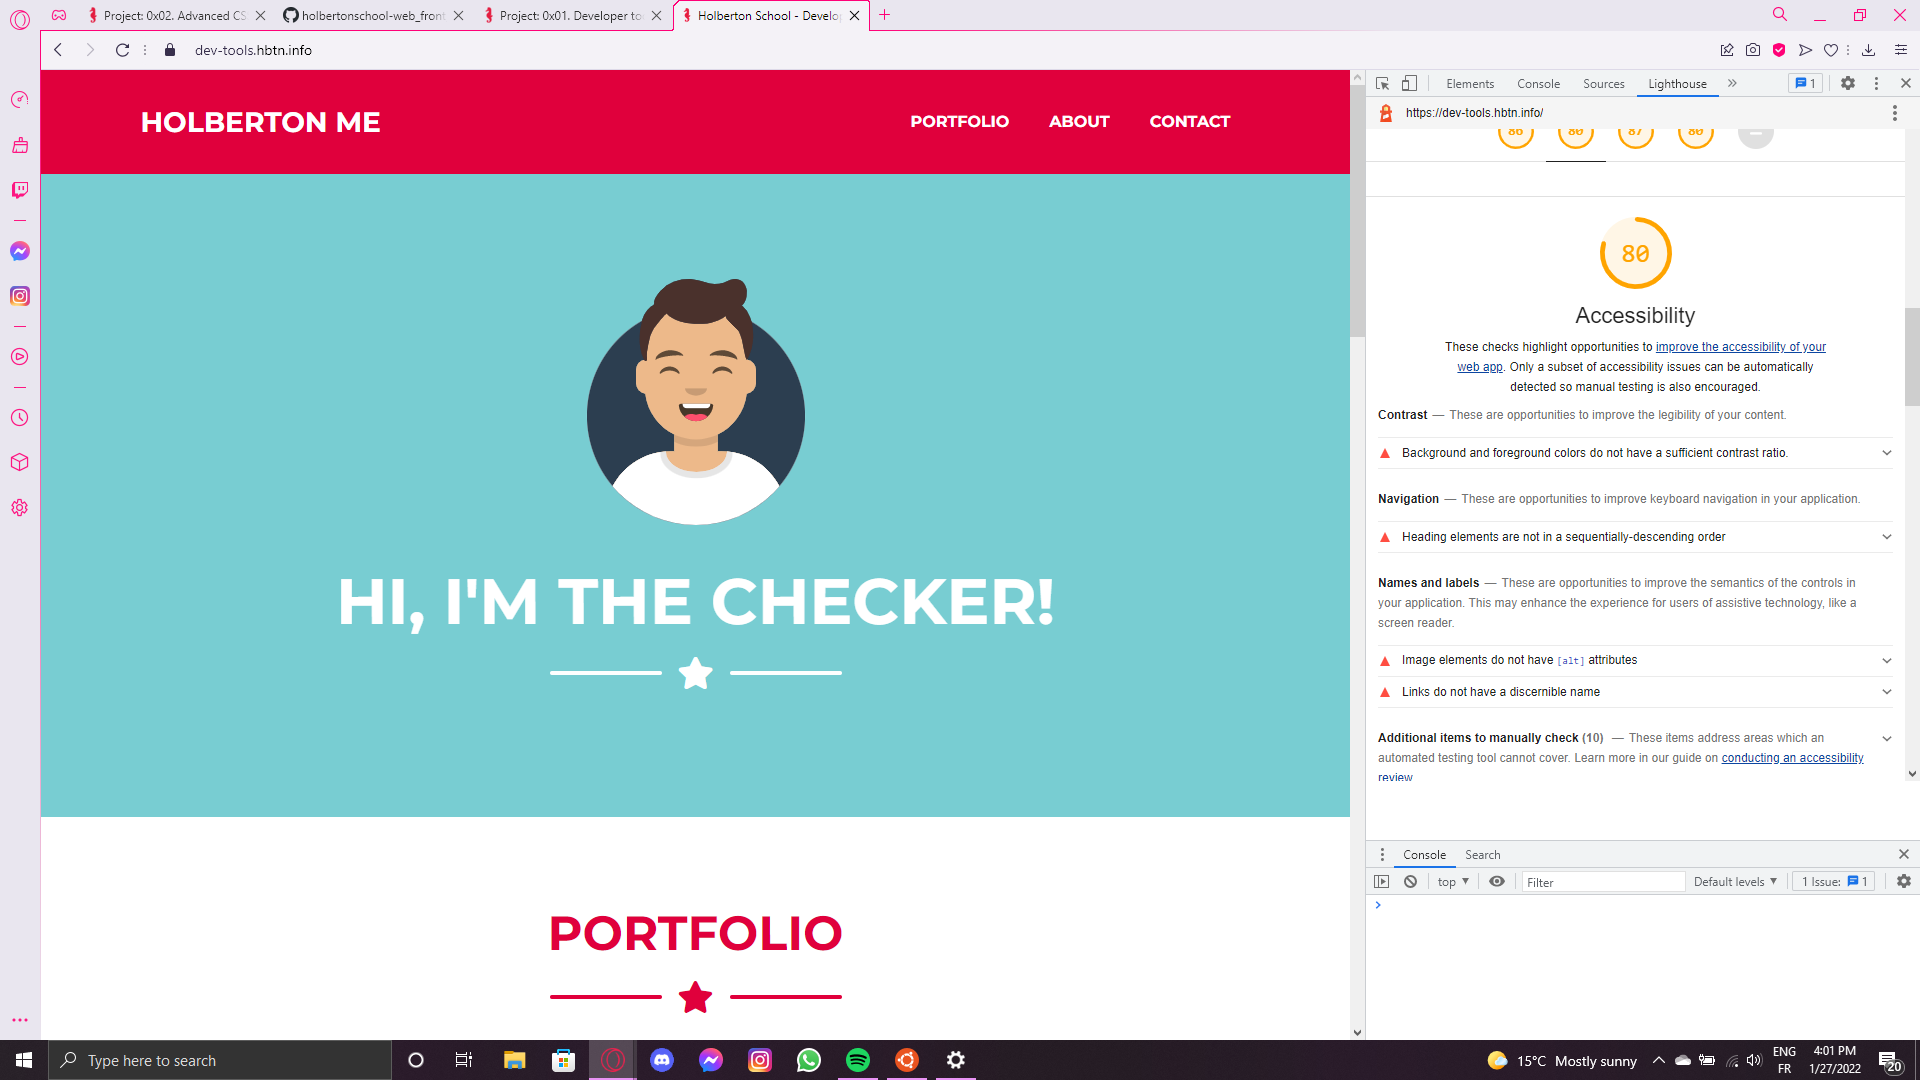 Project: 0x02. Advanced CS
holbertonschool-web_front
Project: 0x01. Developer to
Holberton School - Develo
dev-tools.hbtn.info
HOLBERTON ME
PORTFOLIO
ABOUT
CONTACT
HI, I'M THE CHECKER!
PORTFOLIO
Elements
Console
Sources
Lighthouse
1
https://dev-tools.hbtn.info/
86
80
87
80
80
Accessibility
These checks highlight opportunities to improve the accessibility of your
web app. Only a subset of accessibility issues can be automatically
detected so manual testing is also encouraged.
Contrast — These are opportunities to improve the legibility of your content.
Background and foreground colors do not have a sufficient contrast ratio.
Navigation — These are opportunities to improve keyboard navigation in your application.
Heading elements are not in a sequentially-descending order
Names and labels — These are opportunities to improve the semantics of the controls in
your application. This may enhance the experience for users of assistive technology, like a
screen reader.
Image elements do not have [alt] attributes
Links do not have a discernible name
Additional items to manually check (10) — These items address areas which an
automated testing tool cannot cover. Learn more in our guide on conducting an accessibility
review
Console
Search
top
Filter
Default levels
1 Issue: 1
Type here to search
15°C Mostly sunny
ENG
FR
4:01 PM
1/27/2022
20